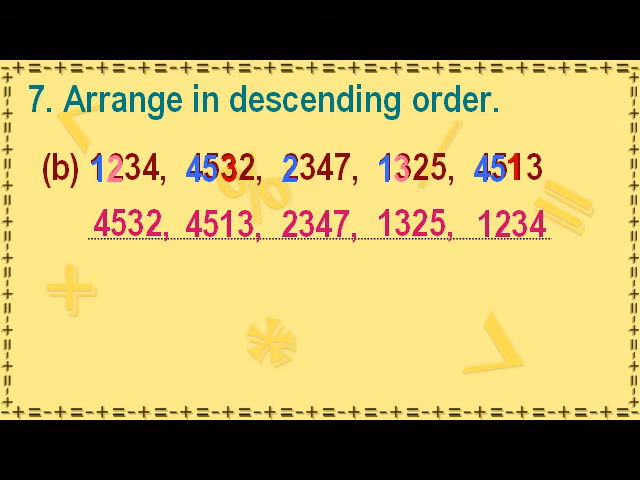 7. Arrange in descending order.
(b) 1234, 4532, 2347, 1325, 4513
4532, 4513, 2347, 1325, 1234